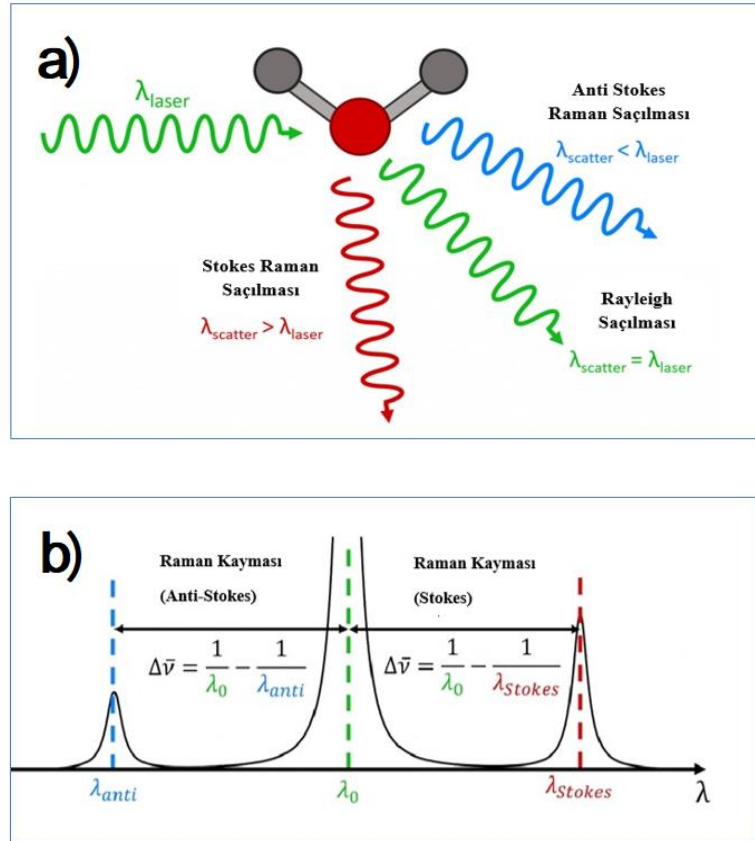 a)
λlaser
Anti Stokes
Raman Saçılması
λscatter < λlaser
Stokes Raman
Saçılması
λscatter > λlaser
Rayleigh
Saçılması
λscatter = λlaser
b)
Raman Kayması
(Anti-Stokes)
Δν̄ = 1/λ0 − 1/λanti
Raman Kayması
(Stokes)
Δν̄ = 1/λ0 − 1/λStokes
λanti
λ0
λStokes
λ